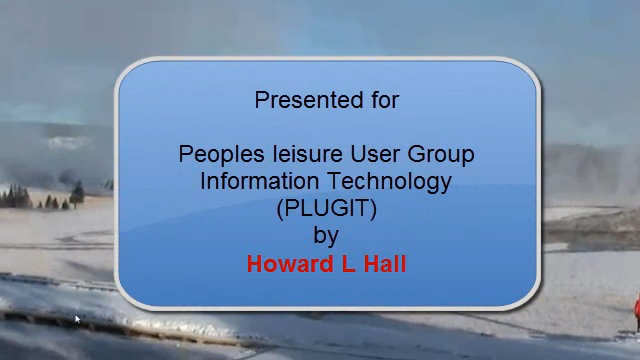 Presented for
Peoples leisure User Group
Information Technology
(PLUGIT)
by
Howard L Hall